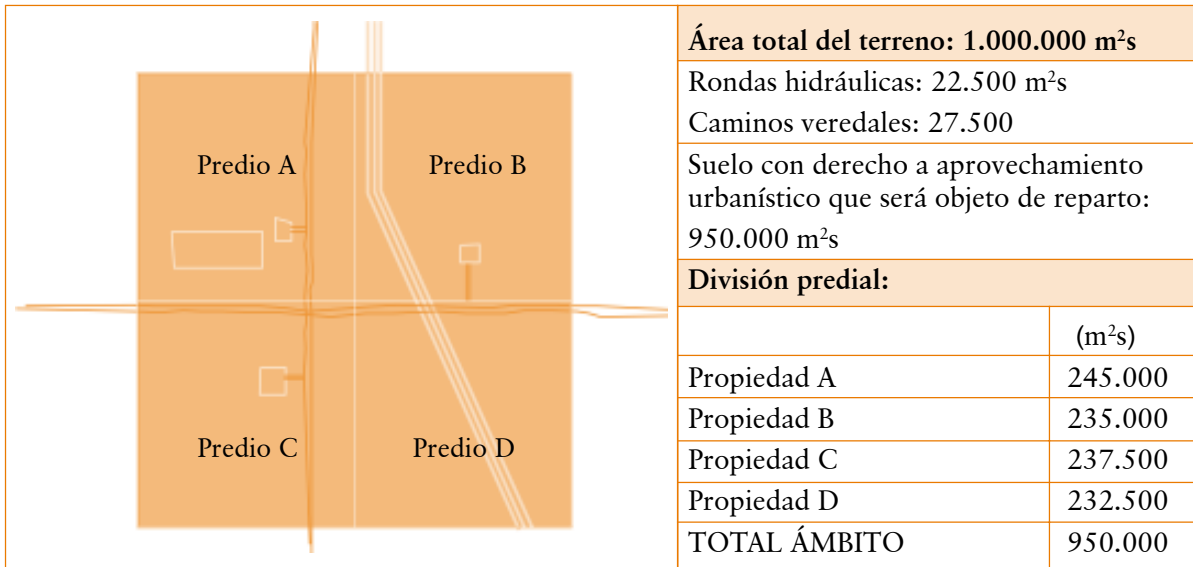 Predio A
Predio B
Predio C
Predio D
Área total del terreno: 1.000.000 m²s
Rondas hidráulicas: 22.500 m²s
Caminos veredales: 27.500
Suelo con derecho a aprovechamiento
urbanístico que será objeto de reparto:
950.000 m²s
División predial:
(m²s)
Propiedad A 245.000
Propiedad B 235.000
Propiedad C 237.500
Propiedad D 232.500
TOTAL ÁMBITO 950.000